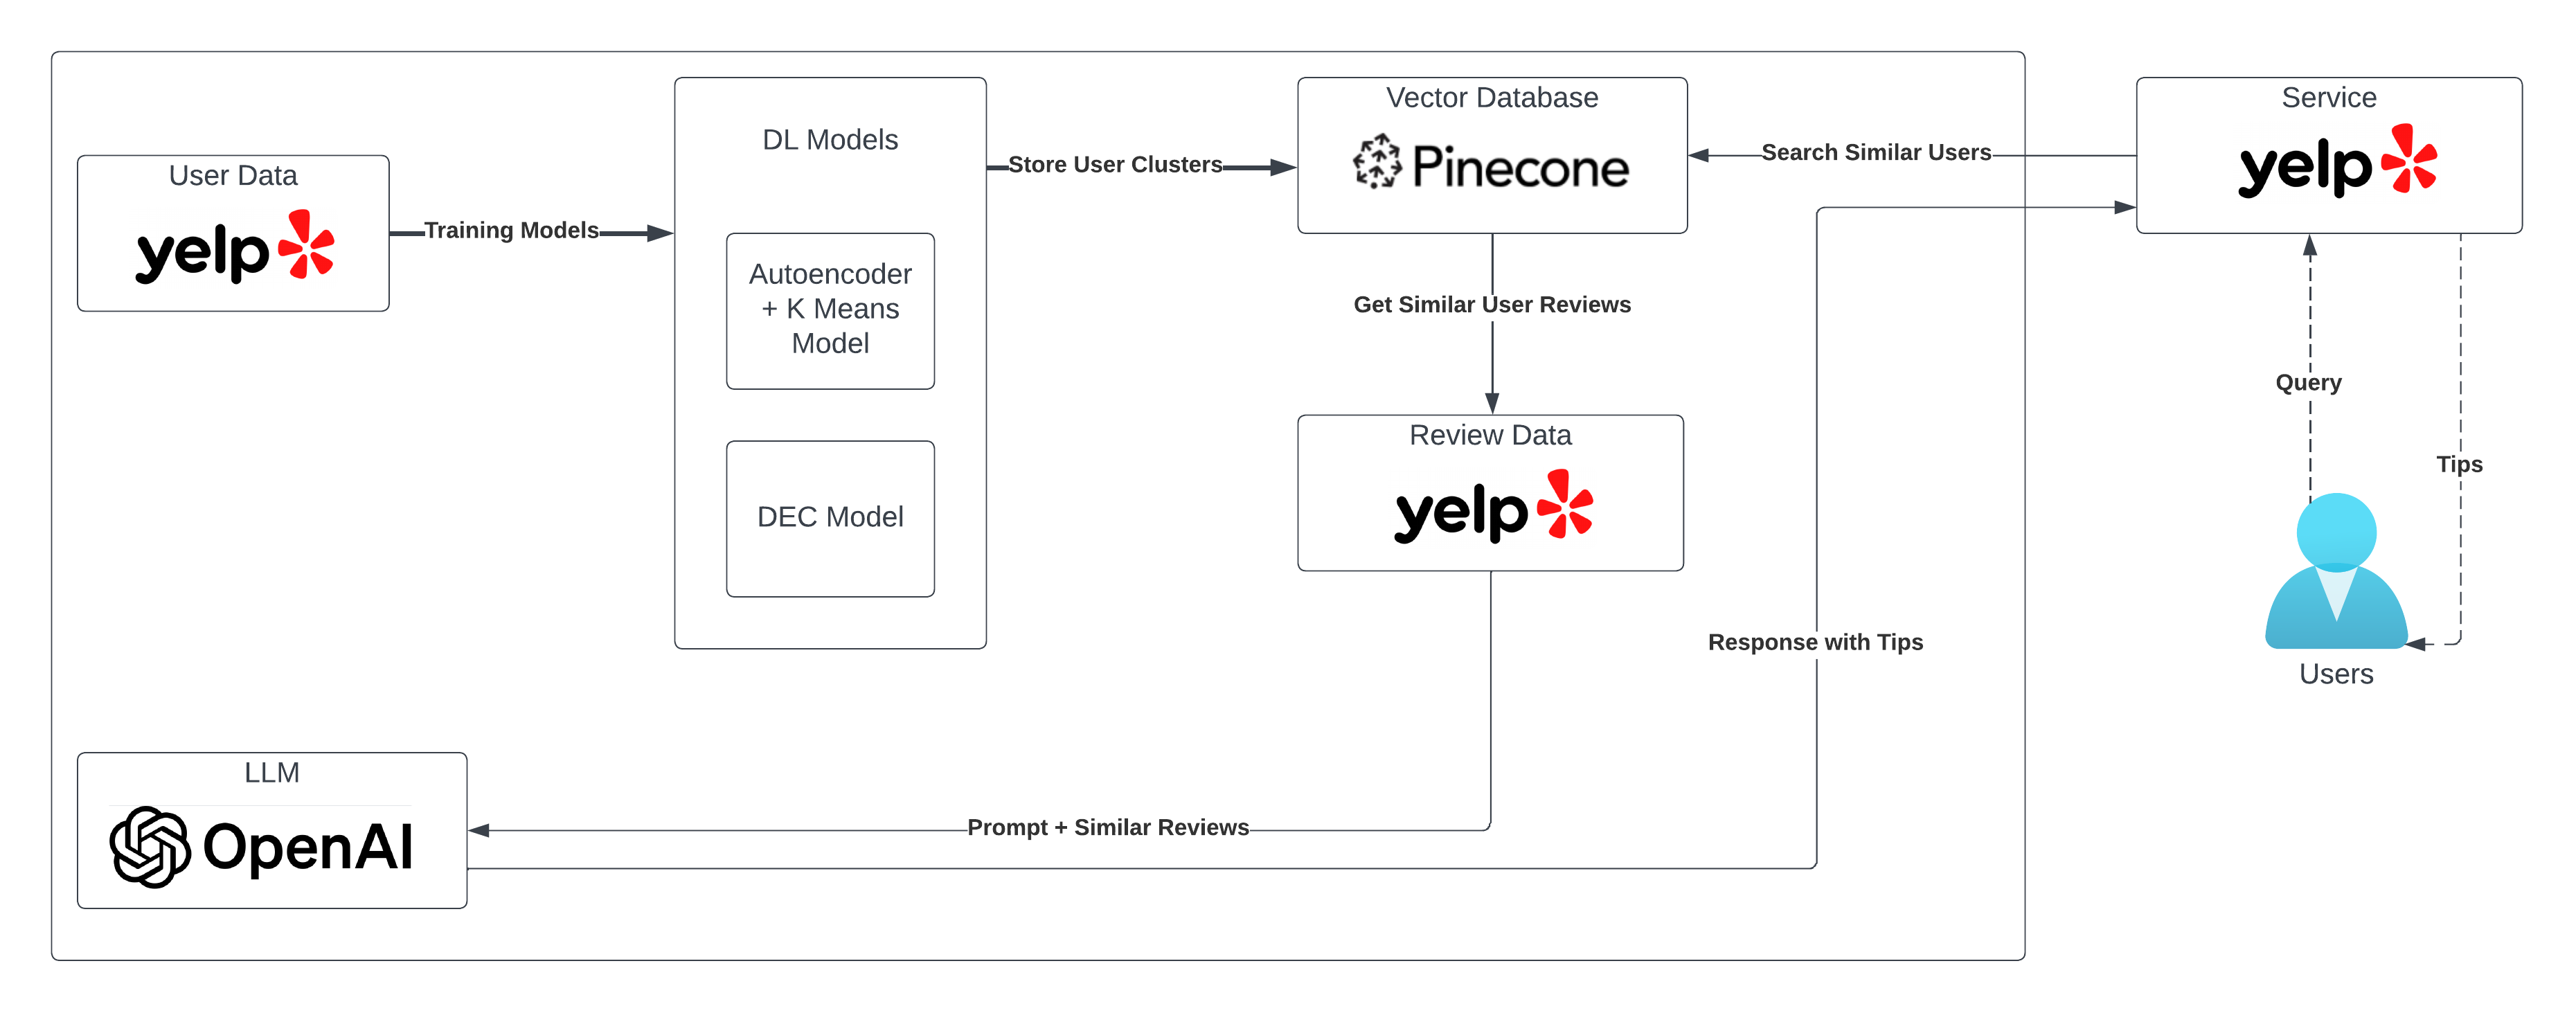 User Data
yelp
Training Models
DL Models
Autoencoder
+ K Means
Model
DEC Model
Store User Clusters
Vector Database
Pinecone
Get Similar User Reviews
Review Data
yelp
Search Similar Users
Service
yelp
Query
Tips
Users
Response with Tips
LLM
OpenAI
Prompt + Similar Reviews